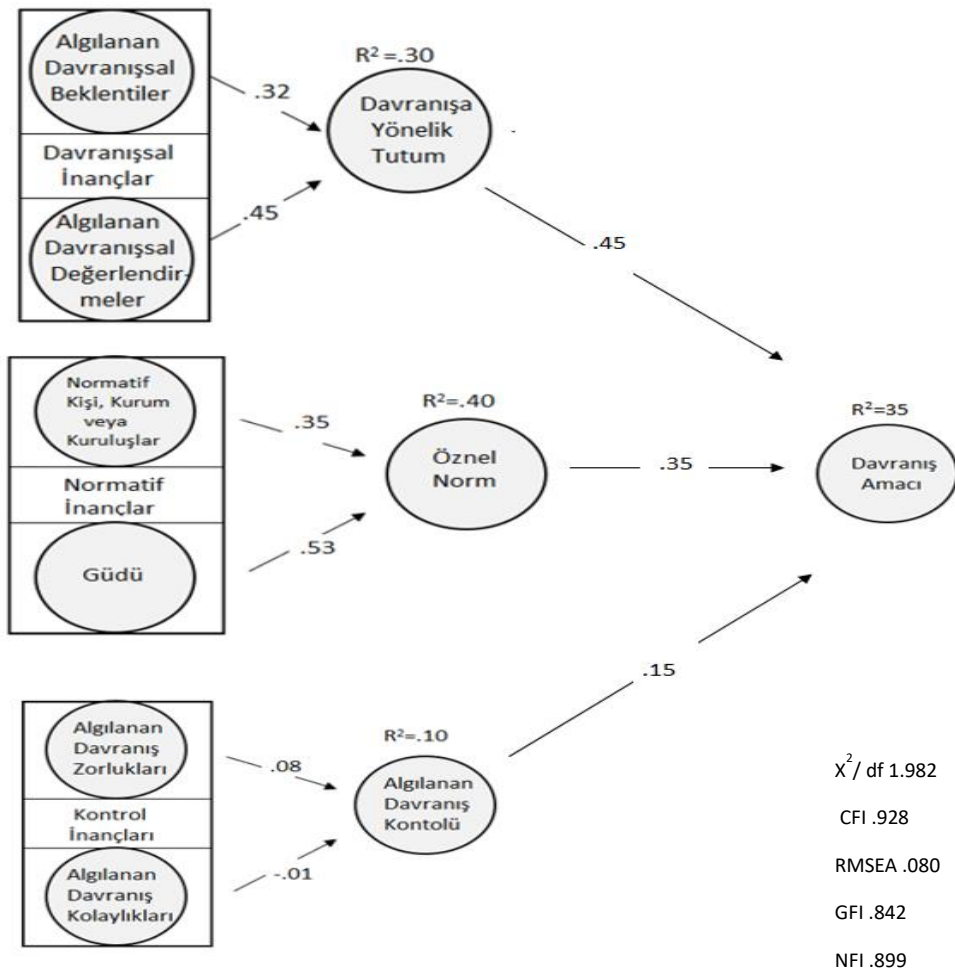 Algılanan
Davranışsal
Beklentiler
Davranışsal
İnançlar
Algılanan
Davranışsal
Değerlendir-
meler
.32
.45
R² =.30
Davranışa
Yönelik
Tutum
.45
Normatif
Kişi, Kurum
veya
Kuruluşlar
Normatif
İnançlar
Güdü
.35
.53
R²=.40
Öznel
Norm
.35
R²=35
Davranış
Amacı
Algılanan
Davranış
Zorlukları
Kontrol
İnançları
Algılanan
Davranış
Kolaylıkları
.08
-.01
R²=.10
Algılanan
Davranış
Kontolü
.15
X²/ df 1.982
CFI .928
RMSEA .080
GFI .842
NFI .899